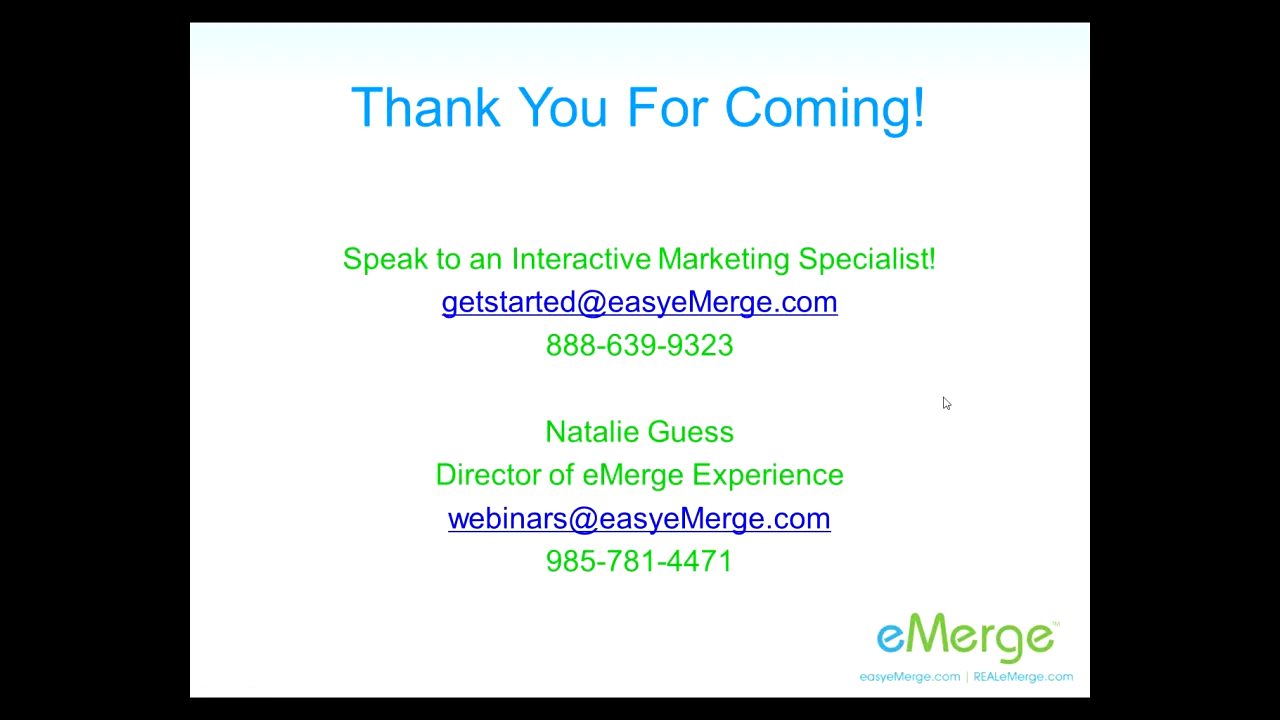 Thank You For Coming!
Speak to an Interactive Marketing Specialist!
getstarted@easyeMerge.com
888-639-9323
Natalie Guess
Director of eMerge Experience
webinars@easyeMerge.com
985-781-4471
eMerge™
easyeMerge.com | REALeMerge.com